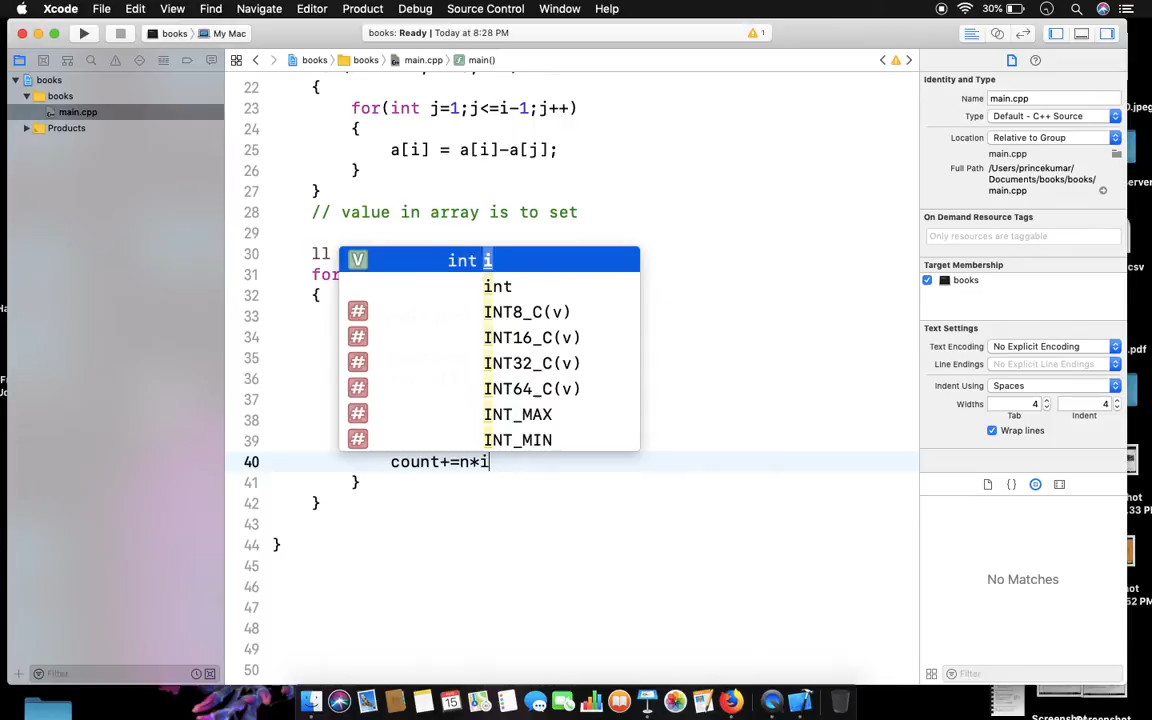 Xcode File Edit View Find Navigate Editor Product Debug Source Control Window Help 30%
books My Mac books: Ready | Today at 8:28 PM 1
books books main.cpp main()
books
books
main.cpp
Products
22 {
23 for(int j=1;j<=i-1;j++)
24 {
25 a[i] = a[i]-a[j];
26 }
27 }
28 // value in array is to set
29
30 ll
31 for
32 {
33
34
35
36
37
38
39
40 count+=n*i
41 }
42 }
43
44 }
45
46
47
48
49
50
V int i
int
# INT8_C(v)
# INT16_C(v)
# INT32_C(v)
# INT64_C(v)
# INT_MAX
# INT_MIN
Identity and Type
Name main.cpp
Type Default - C++ Source
Location Relative to Group
main.cpp
Full Path /Users/princekumar/
Documents/books/books/
main.cpp
On Demand Resource Tags
Only resources are taggable
Target Membership
books
Text Settings
Text Encoding No Explicit Encoding
Line Endings No Explicit Line Endings
Indent Using Spaces
Widths 4 4
Tab Indent
Wrap lines
No Matches
Filter
Filter